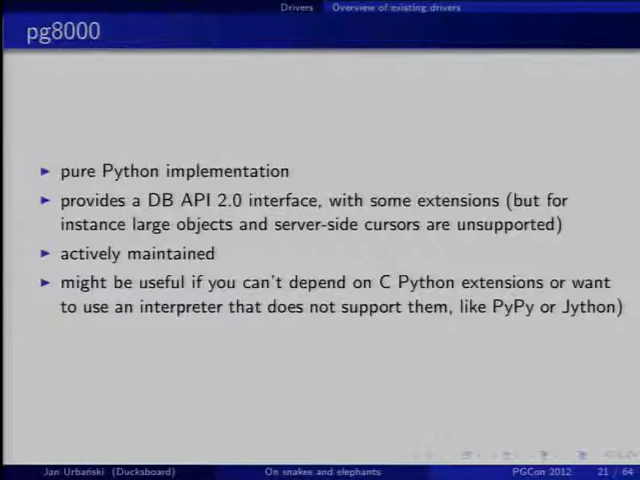 Drivers Overview of existing drivers
pg8000
pure Python implementation
provides a DB API 2.0 interface, with some extensions (but for
instance large objects and server-side cursors are unsupported)
actively maintained
might be useful if you can't depend on C Python extensions or want
to use an interpreter that does not support them, like PyPy or Jython)
Jan Urbański (Ducksboard) On snakes and elephants PGCon 2012 21 / 64